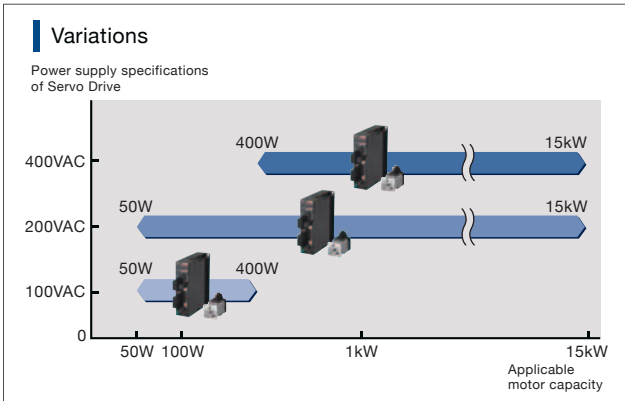 Variations
Power supply specifications
of Servo Drive
400W
15kW
400VAC
50W
15kW
200VAC
50W
400W
100VAC
0
50W
100W
1kW
15kW
Applicable
motor capacity